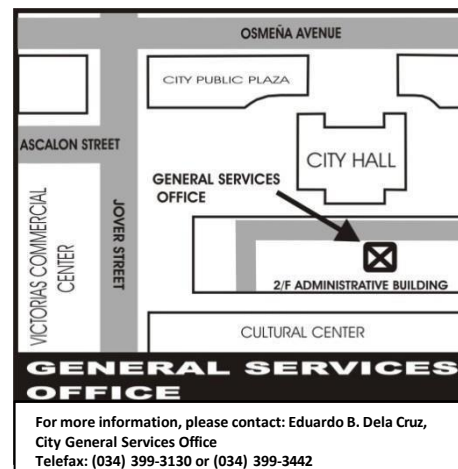 OSMEÑA AVENUE
CITY PUBLIC PLAZA
ASCALON STREET
CITY HALL
GENERAL SERVICES
OFFICE
VICTORIAS COMMERCIAL
CENTER
JOVER STREET
2/F ADMINISTRATIVE BUILDING
CULTURAL CENTER
GENERAL SERVICES
OFFICE
For more information, please contact: Eduardo B. Dela Cruz,
City General Services Office
Telefax: (034) 399-3130 or (034) 399-3442